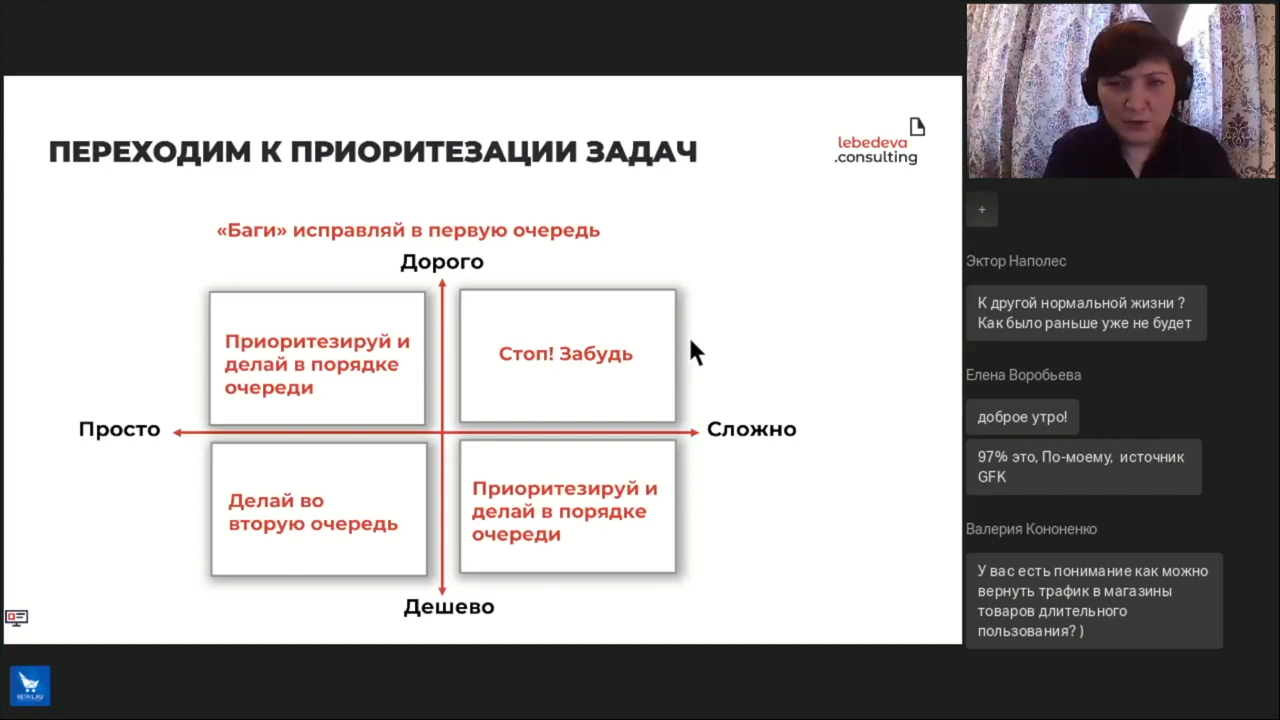 ПЕРЕХОДИМ К ПРИОРИТЕЗАЦИИ ЗАДАЧ
lebedeva
.consulting
«Баги» исправляй в первую очередь
Дорого
Приоритезируй и
делай в порядке
очереди
Стоп! Забудь
Просто
Сложно
Делай во
вторую очередь
Приоритезируй и
делай в порядке
очереди
Дешево
RETAIL.RU
+
Эктор Наполес
К другой нормальной жизни ?
Как было раньше уже не будет
Елена Воробьева
доброе утро!
97% это, По-моему, источник
GFK
Валерия Кононенко
У вас есть понимание как можно
вернуть трафик в магазины
товаров длительного
пользования? )